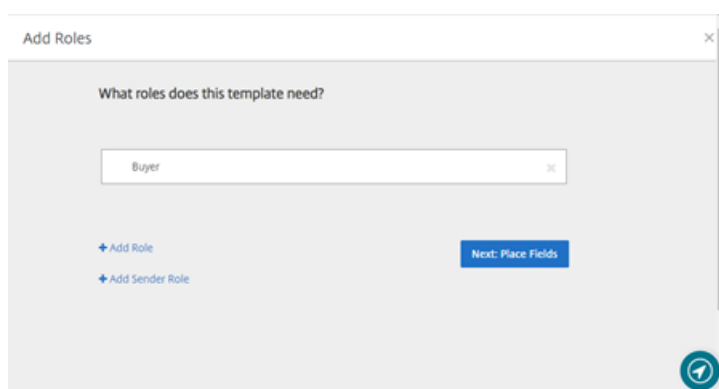 Add Roles
What roles does this template need?
Buyer
+ Add Role
Next: Place Fields
+ Add Sender Role